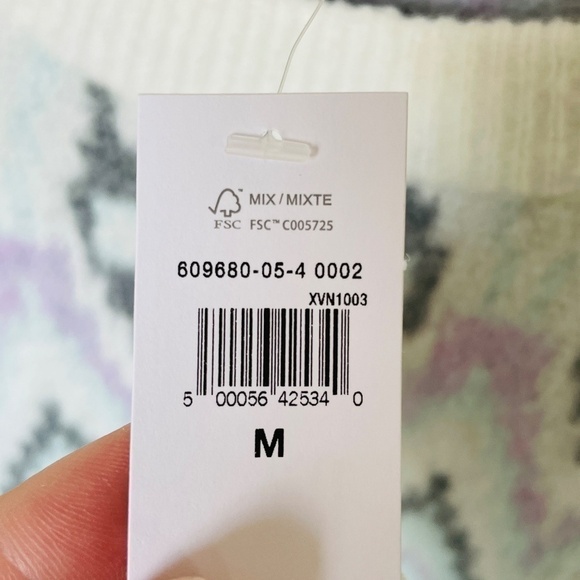 MIX / MIXTE
FSC FSC™ C005725
609680-05-4 0002
XVN1003
5 00056 42534 0
M